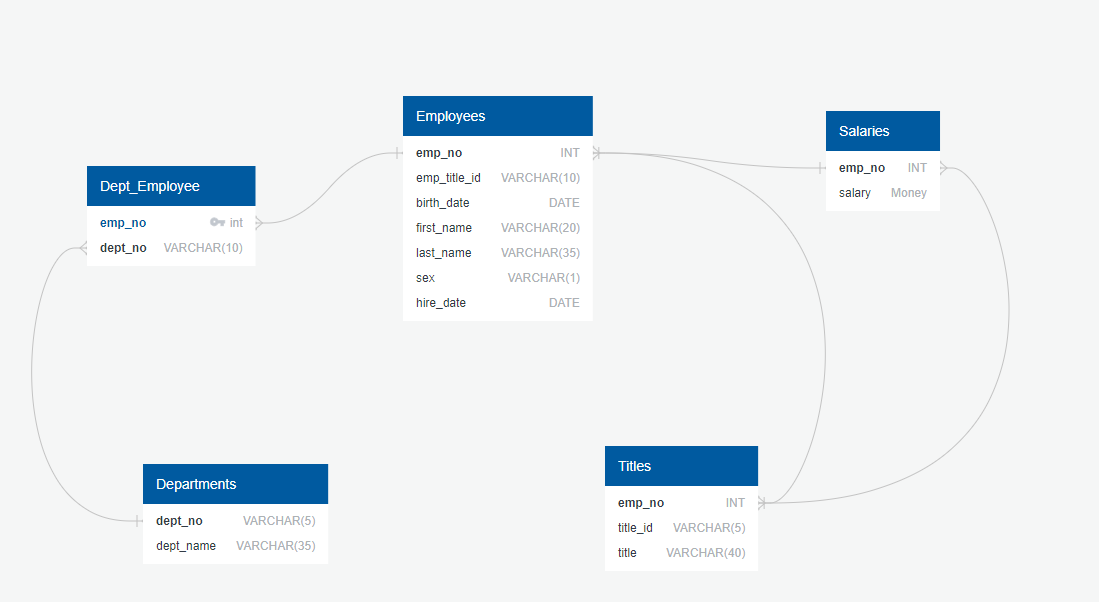 Employees
emp_no INT
emp_title_id VARCHAR(10)
birth_date DATE
first_name VARCHAR(20)
last_name VARCHAR(35)
sex VARCHAR(1)
hire_date DATE
Salaries
emp_no INT
salary Money
Dept_Employee
emp_no int
dept_no VARCHAR(10)
Departments
dept_no VARCHAR(5)
dept_name VARCHAR(35)
Titles
emp_no INT
title_id VARCHAR(5)
title VARCHAR(40)